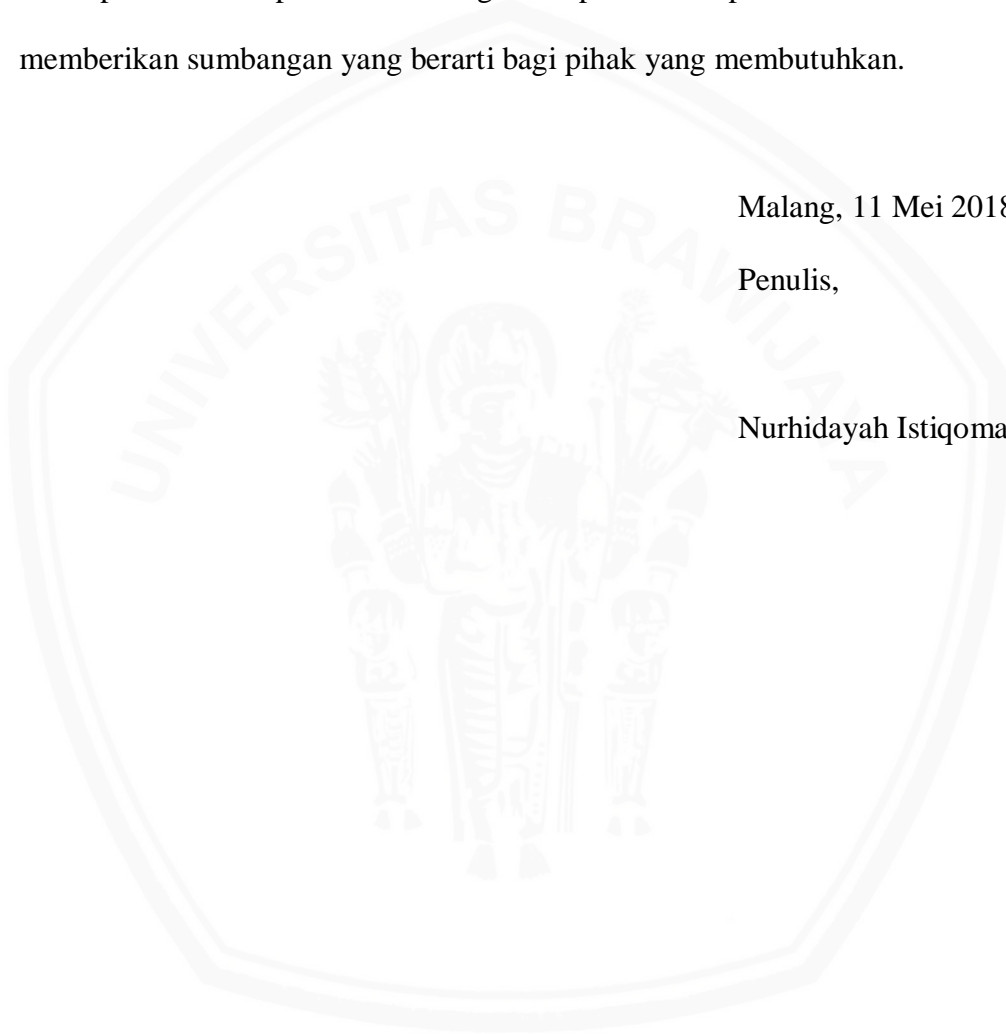 memberikan sumbangan yang berarti bagi pihak yang membutuhkan.
UNIVERSITAS BRAWIJAYA
Malang, 11 Mei 2018
Penulis,
Nurhidayah Istiqoma